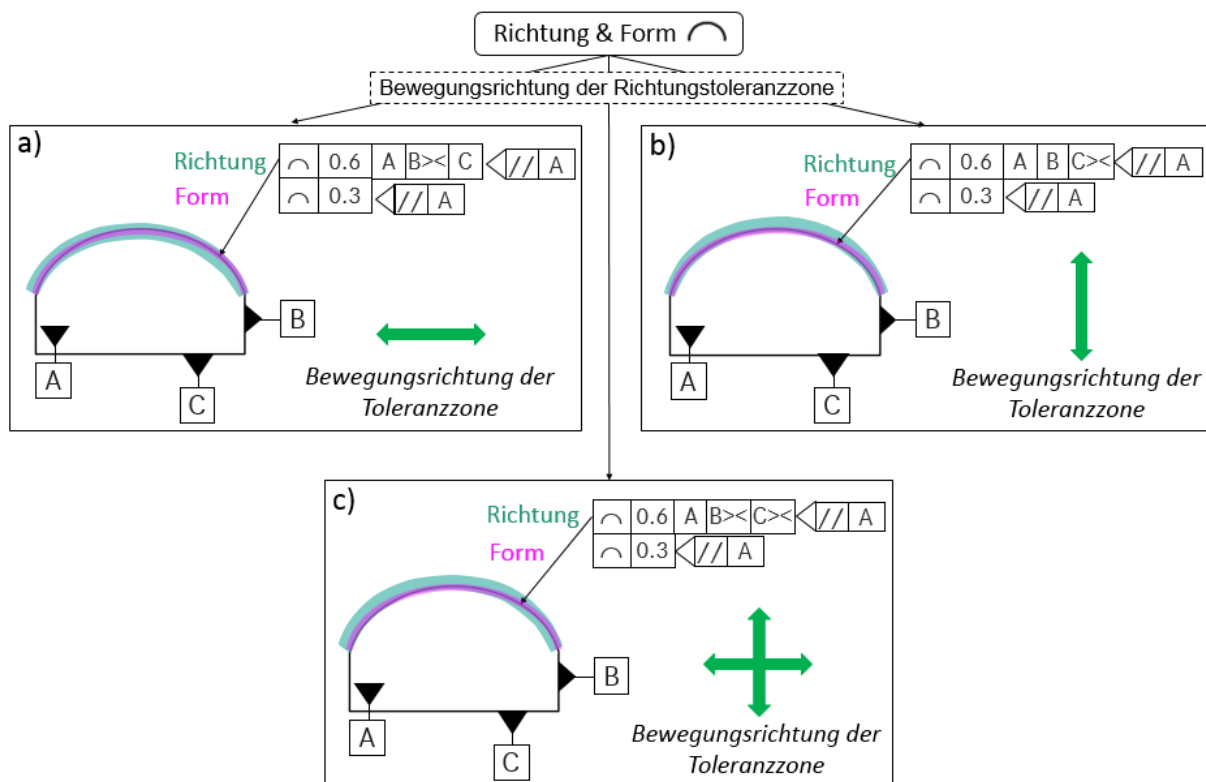 Richtung & Form ⌒
Bewegungsrichtung der Richtungstoleranzzone
a)
Richtung ⌒ 0.6 A B>< C // A
Form ⌒ 0.3 // A
B
A
C
Bewegungsrichtung der
Toleranzzone
b)
Richtung ⌒ 0.6 A B C>< // A
Form ⌒ 0.3 // A
B
A
C
Bewegungsrichtung der
Toleranzzone
c)
Richtung ⌒ 0.6 A B>< C>< // A
Form ⌒ 0.3 // A
B
A
C
Bewegungsrichtung der
Toleranzzone